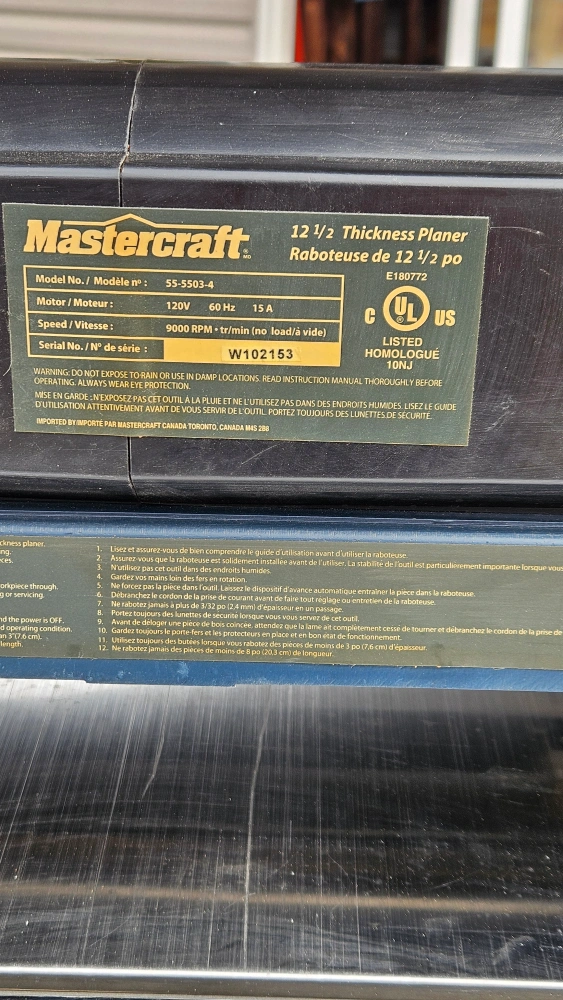 Mastercraft MD
12 1/2 Thickness Planer
Raboteuse de 12 1/2 po
Model No. / Modèle nº : 55-5503-4
Motor / Moteur : 120V 60 Hz 15 A
Speed / Vitesse : 9000 RPM • tr/min (no load/à vide)
Serial No. / N° de série : W102153
E180772
C UL US
LISTED
HOMOLOGUÉ
10NJ
WARNING: DO NOT EXPOSE TO RAIN OR USE IN DAMP LOCATIONS. READ INSTRUCTION MANUAL THOROUGHLY BEFORE
OPERATING. ALWAYS WEAR EYE PROTECTION.
MISE EN GARDE : N'EXPOSEZ PAS CET OUTIL À LA PLUIE ET NE L'UTILISEZ PAS DANS DES ENDROITS HUMIDES. LISEZ LE GUIDE
D'UTILISATION ATTENTIVEMENT AVANT DE VOUS SERVIR DE L'OUTIL. PORTEZ TOUJOURS DES LUNETTES DE SÉCURITÉ.
IMPORTED BY/IMPORTÉ PAR MASTERCRAFT CANADA TORONTO, CANADA M4S 2B8
ckness planer.
ng.
eces.
orkpiece through.
g or servicing.
nd the power is OFF.
d operating condition.
an 3"(7.6 cm).
length.
1. Lisez et assurez-vous de bien comprendre le guide d'utilisation avant d'utiliser la raboteuse.
2. Assurez-vous que la raboteuse est solidement installée avant de l'utiliser. La stabilité de l'outil est particulièrement importante lorsque vous
3. N'utilisez pas cet outil dans des endroits humides.
4. Gardez vos mains loin des fers en rotation.
5. Ne forcez pas la pièce dans l'outil. Laissez le dispositif d'avance automatique entraîner la pièce dans la raboteuse.
6. Débranchez le cordon de la prise de courant avant de faire tout réglage ou entretien de la raboteuse.
7. Ne rabotez jamais à plus de 3/32 po (2,4 mm) d'épaisseur en un passage.
8. Portez toujours des lunettes de sécurité lorsque vous vous servez de cet outil.
9. Avant de déloger une pièce de bois coincée, attendez que la lame ait complètement cessé de tourner et débranchez le cordon de la prise de
10. Gardez toujours le porte-fers et les protecteurs en place et en bon état de fonctionnement.
11. Utilisez toujours des butées lorsque vous rabotez des pièces de moins de 3 po (7,6 cm) d'épaisseur.
12. Ne rabotez jamais des pièces de moins de 8 po (20,3 cm) de longueur.